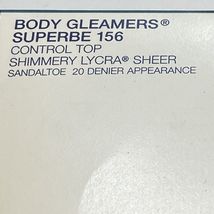 BODY GLEAMERS®
SUPERBE 156
CONTROL TOP
SHIMMERY LYCRA® SHEER
SANDALTOE 20 DENIER APPEARANCE